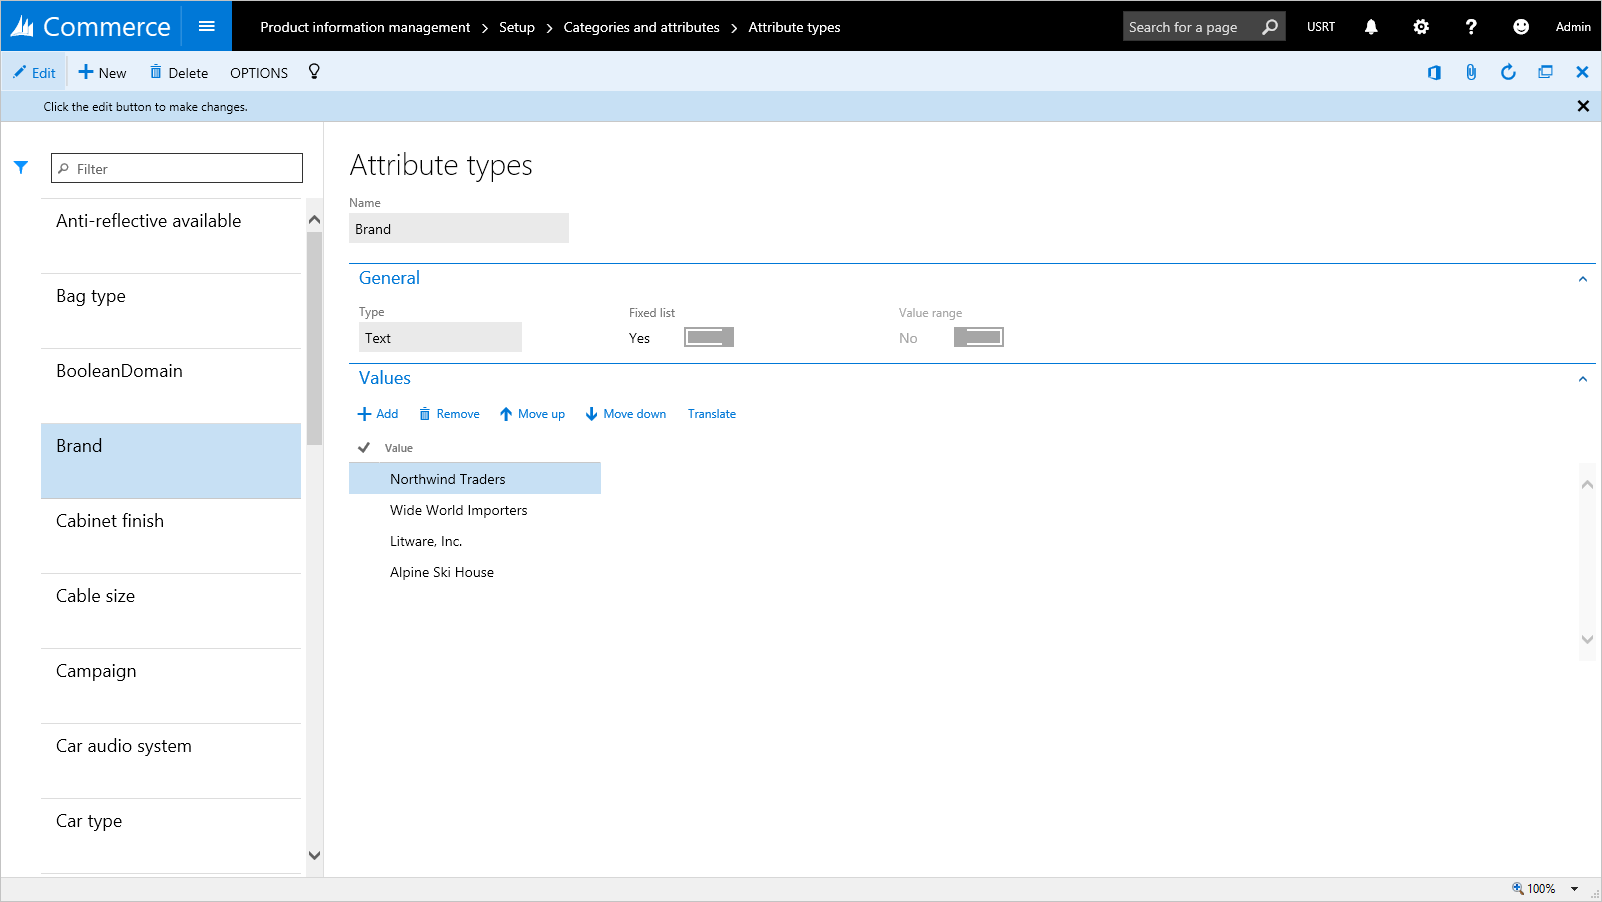 Commerce
Product information management > Setup > Categories and attributes > Attribute types
Search for a page
USRT
?
Admin
Edit
New
Delete
OPTIONS
Click the edit button to make changes.
Filter
Anti-reflective available
Bag type
BooleanDomain
Brand
Cabinet finish
Cable size
Campaign
Car audio system
Car type
Attribute types
Name
Brand
General
Type
Fixed list
Value range
Text
Yes
No
Values
Add
Remove
Move up
Move down
Translate
Value
Northwind Traders
Wide World Importers
Litware, Inc.
Alpine Ski House
100%